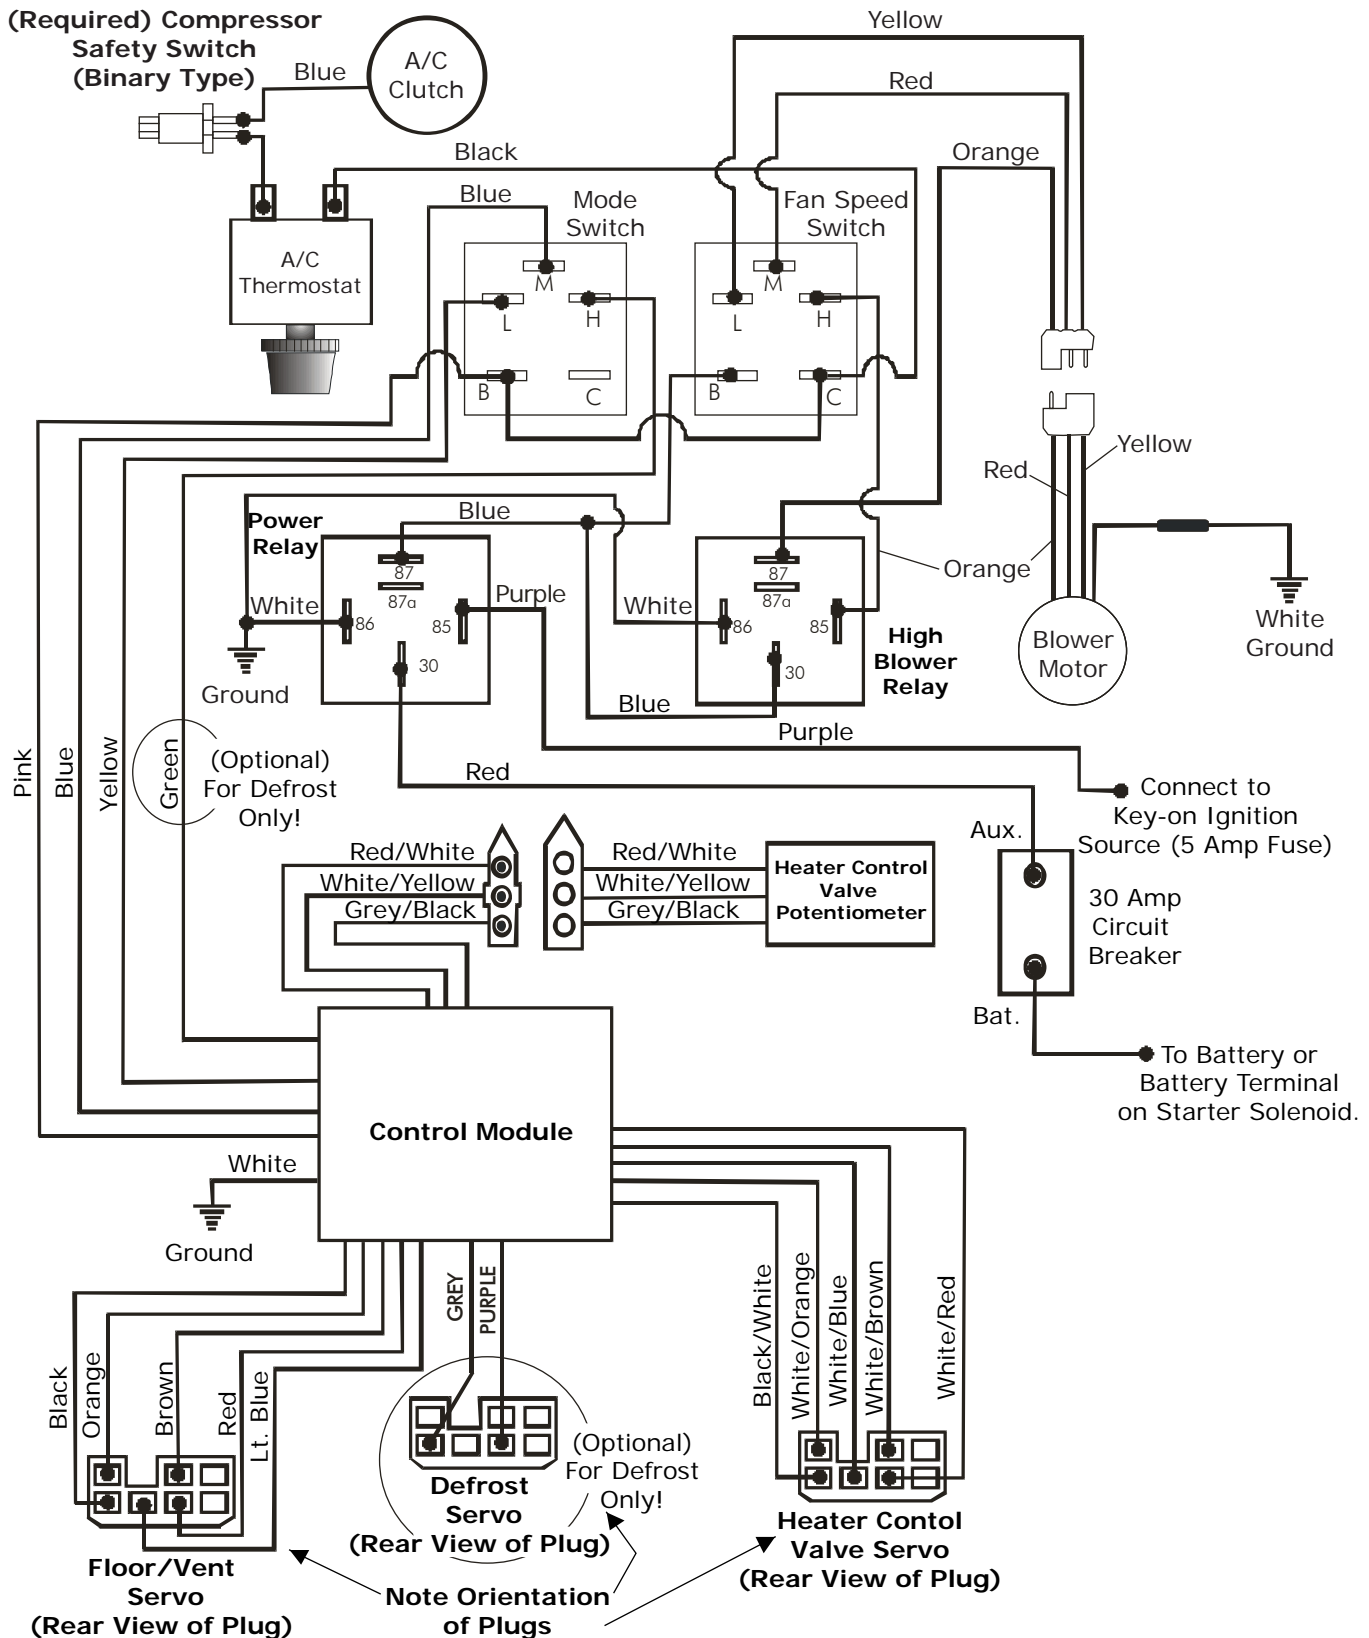 (Required) Compressor
Safety Switch
(Binary Type)
Blue
A/C
Clutch
Yellow
Red
Orange
Black
Blue
Mode
Switch
Fan Speed
Switch
A/C
Thermostat
M
L
H
B
C
M
L
H
B
C
Yellow
Red
Orange
Blower
Motor
White
Ground
Power
Relay
Blue
87
87a
86
85
30
White
Purple
Ground
White
87
87a
86
85
30
High
Blower
Relay
Blue
Purple
Red
Connect to
Key-on Ignition
Source (5 Amp Fuse)
Aux.
30 Amp
Circuit
Breaker
Bat.
To Battery or
Battery Terminal
on Starter Solenoid.
Pink
Blue
Yellow
Green
(Optional)
For Defrost
Only!
Red/White
White/Yellow
Grey/Black
Red/White
White/Yellow
Grey/Black
Heater Control
Valve
Potentiometer
Control Module
White
Ground
Black
Orange
Brown
Red
Lt. Blue
GREY
PURPLE
Black/White
White/Orange
White/Blue
White/Brown
White/Red
Floor/Vent
Servo
(Rear View of Plug)
Defrost
Servo
(Rear View of Plug)
(Optional)
For Defrost
Only!
Heater Contol
Valve Servo
(Rear View of Plug)
Note Orientation
of Plugs